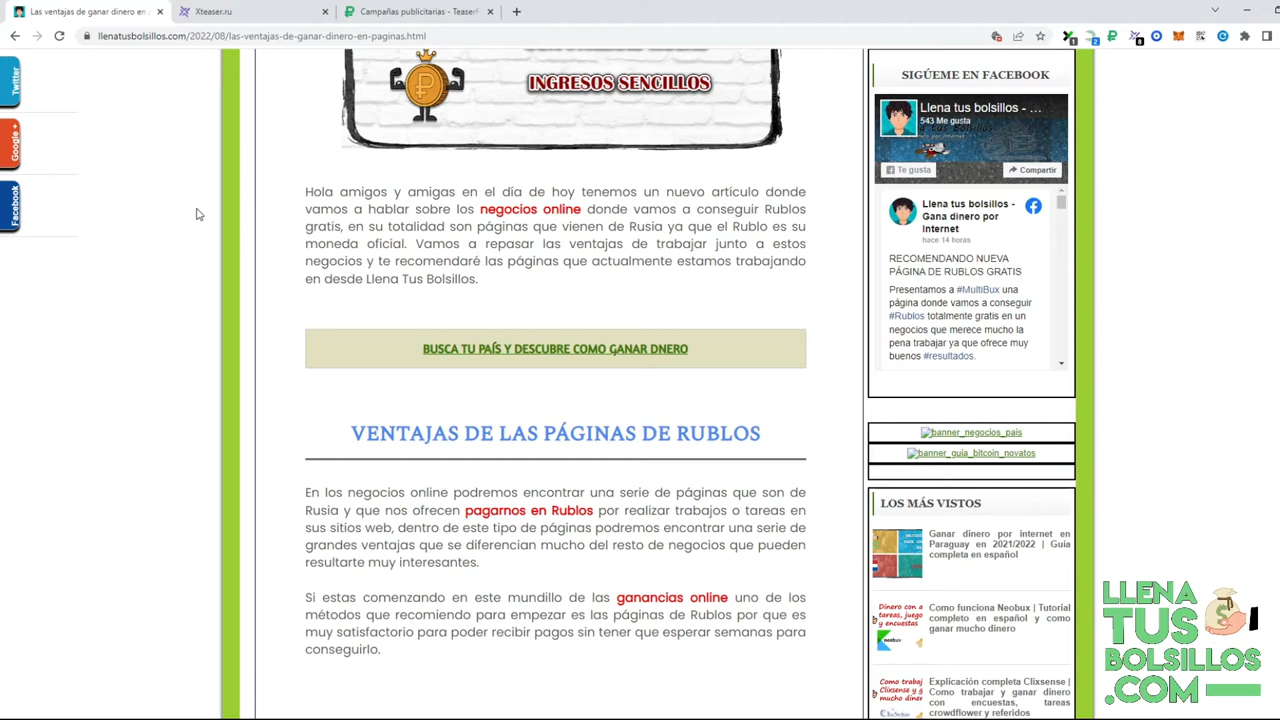 Las ventajas de ganar dinero en
Xteaser.ru
Campañas publicitarias - Teaser
llenatusbolsillos.com/2022/08/las-ventajas-de-ganar-dinero-en-paginas.html
Twitter
Google +
Facebook
INGRESOS SENCILLOS
Hola amigos y amigas en el día de hoy tenemos un nuevo artículo donde
vamos a hablar sobre los negocios online donde vamos a conseguir Rublos
gratis, en su totalidad son páginas que vienen de Rusia ya que el Rublo es su
moneda oficial. Vamos a repasar las ventajas de trabajar junto a estos
negocios y te recomendaré las páginas que actualmente estamos trabajando
en desde Llena Tus Bolsillos.
BUSCA TU PAÍS Y DESCUBRE COMO GANAR DNERO
VENTAJAS DE LAS PÁGINAS DE RUBLOS
En los negocios online podremos encontrar una serie de páginas que son de
Rusia y que nos ofrecen pagarnos en Rublos por realizar trabajos o tareas en
sus sitios web, dentro de este tipo de páginas podremos encontrar una serie de
grandes ventajas que se diferencian mucho del resto de negocios que pueden
resultarte muy interesantes.
Si estas comenzando en este mundillo de las ganancias online uno de los
métodos que recomiendo para empezar es las páginas de Rublos por que es
muy satisfactorio para poder recibir pagos sin tener que esperar semanas para
conseguirlo.
SIGÚEME EN FACEBOOK
Llena tus bolsillos - ...
543 Me gusta
Te gusta
Compartir
Llena tus bolsillos -
Gana dinero por
Internet
hace 14 horas
RECOMENDANDO NUEVA
PÁGINA DE RUBLOS GRATIS
Presentamos a #MultiBux una
página donde vamos a conseguir
#Rublos totalmente gratis en un
negocios que merece mucho la
pena trabajar ya que ofrece muy
buenos #resultados.
banner_negocios_pais
banner_guia_bitcoin_novatos
LOS MÁS VISTOS
Ganar dinero por internet en
Paraguay en 2021/2022 | Guía
completa en español
Dinero con a
tareas, juego
y encuestas
neobux
Como funciona Neobux | Tutorial
completo en español y como
ganar mucho dinero
Como trabaj
Clixsense y g
mucho diner
ClixSense
Explicación completa Clixsense |
Como trabajar y ganar dinero
con encuestas, tareas
crowdflower y referidos
LLENA
TUS
BOLSILLOS
.COM